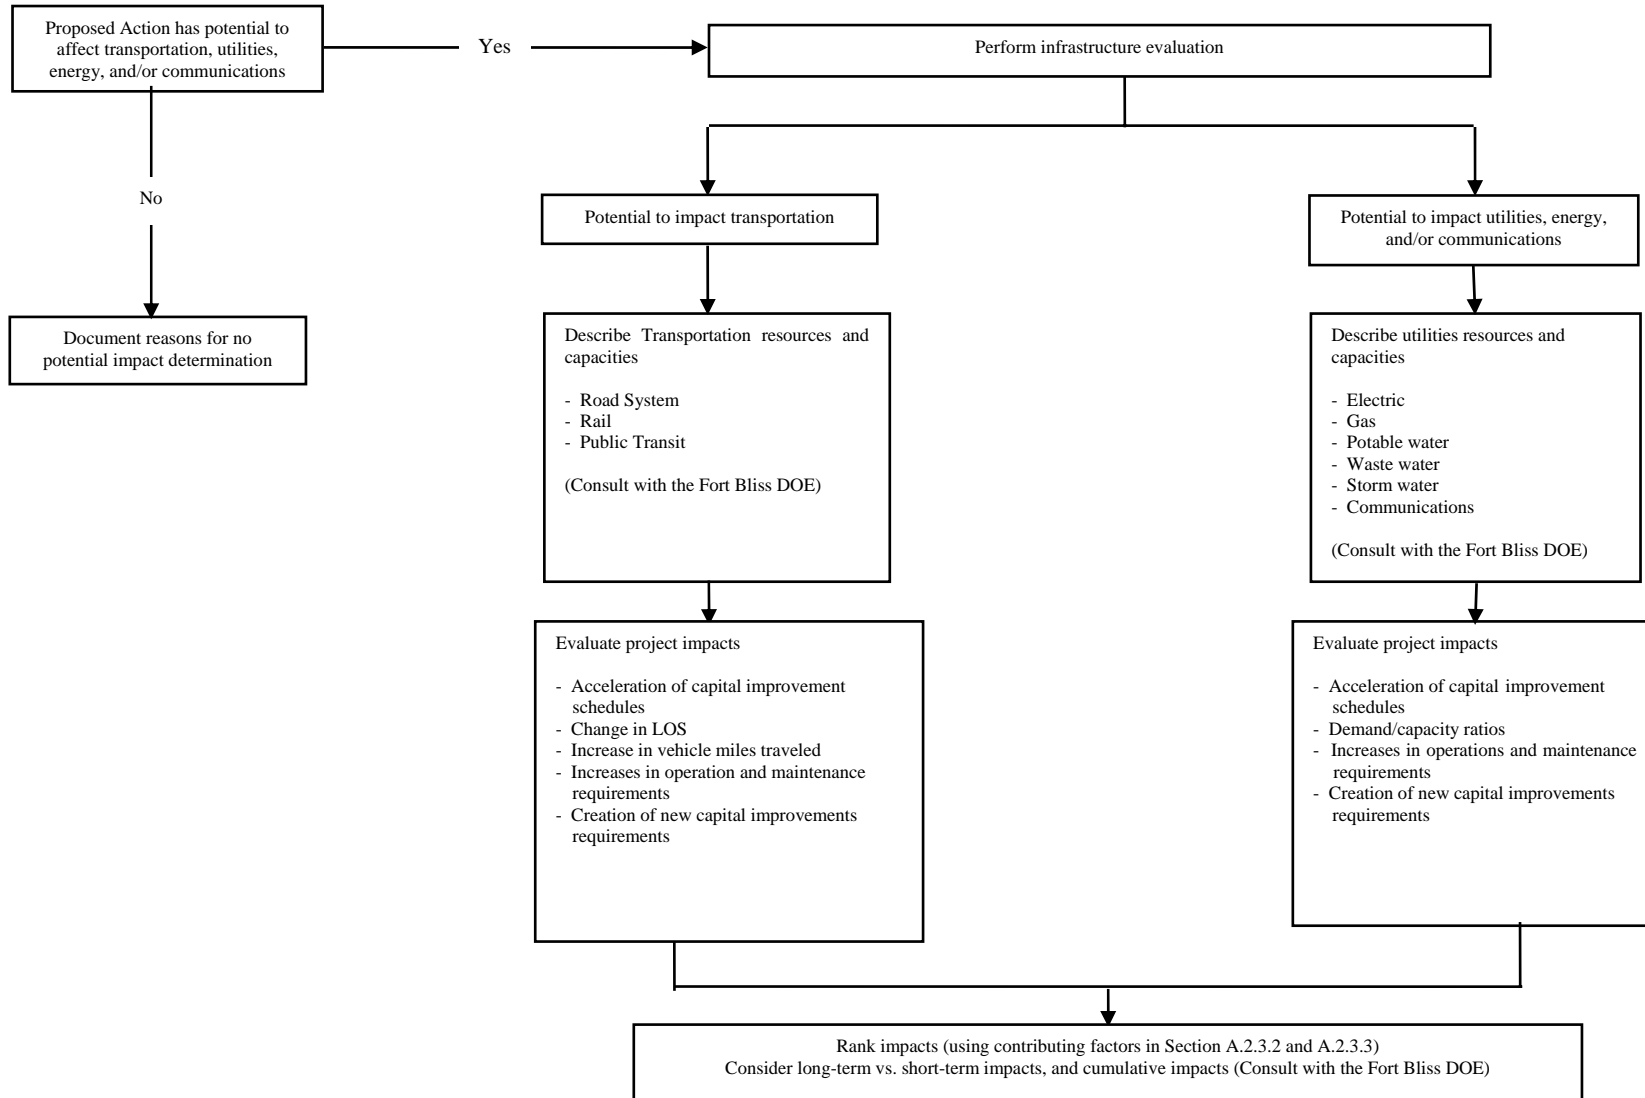 Proposed Action has potential to
affect transportation, utilities,
energy, and/or communications
Yes
Perform infrastructure evaluation
No
Document reasons for no
potential impact determination
Potential to impact transportation
Potential to impact utilities, energy,
and/or communications
Describe Transportation resources and
capacities
- Road System
- Rail
- Public Transit
(Consult with the Fort Bliss DOE)
Describe utilities resources and
capacities
- Electric
- Gas
- Potable water
- Waste water
- Storm water
- Communications
(Consult with the Fort Bliss DOE)
Evaluate project impacts
- Acceleration of capital improvement
schedules
- Change in LOS
- Increase in vehicle miles traveled
- Increases in operation and maintenance
requirements
- Creation of new capital improvements
requirements
Evaluate project impacts
- Acceleration of capital improvement
schedules
- Demand/capacity ratios
- Increases in operations and maintenance
requirements
- Creation of new capital improvements
requirements
Rank impacts (using contributing factors in Section A.2.3.2 and A.2.3.3)
Consider long-term vs. short-term impacts, and cumulative impacts (Consult with the Fort Bliss DOE)